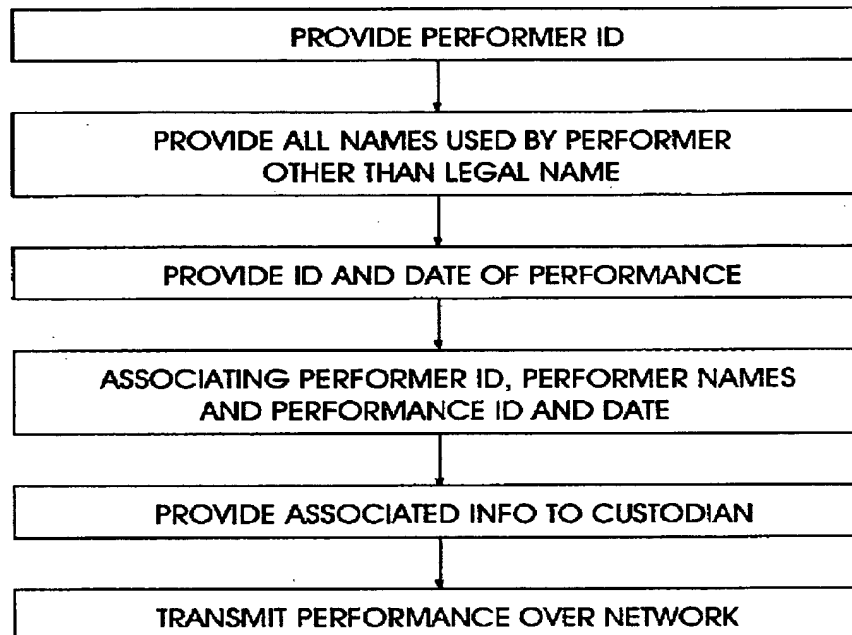 PROVIDE PERFORMER ID
PROVIDE ALL NAMES USED BY PERFORMER
OTHER THAN LEGAL NAME
PROVIDE ID AND DATE OF PERFORMANCE
ASSOCIATING PERFORMER ID, PERFORMER NAMES
AND PERFORMANCE ID AND DATE
PROVIDE ASSOCIATED INFO TO CUSTODIAN
TRANSMIT PERFORMANCE OVER NETWORK